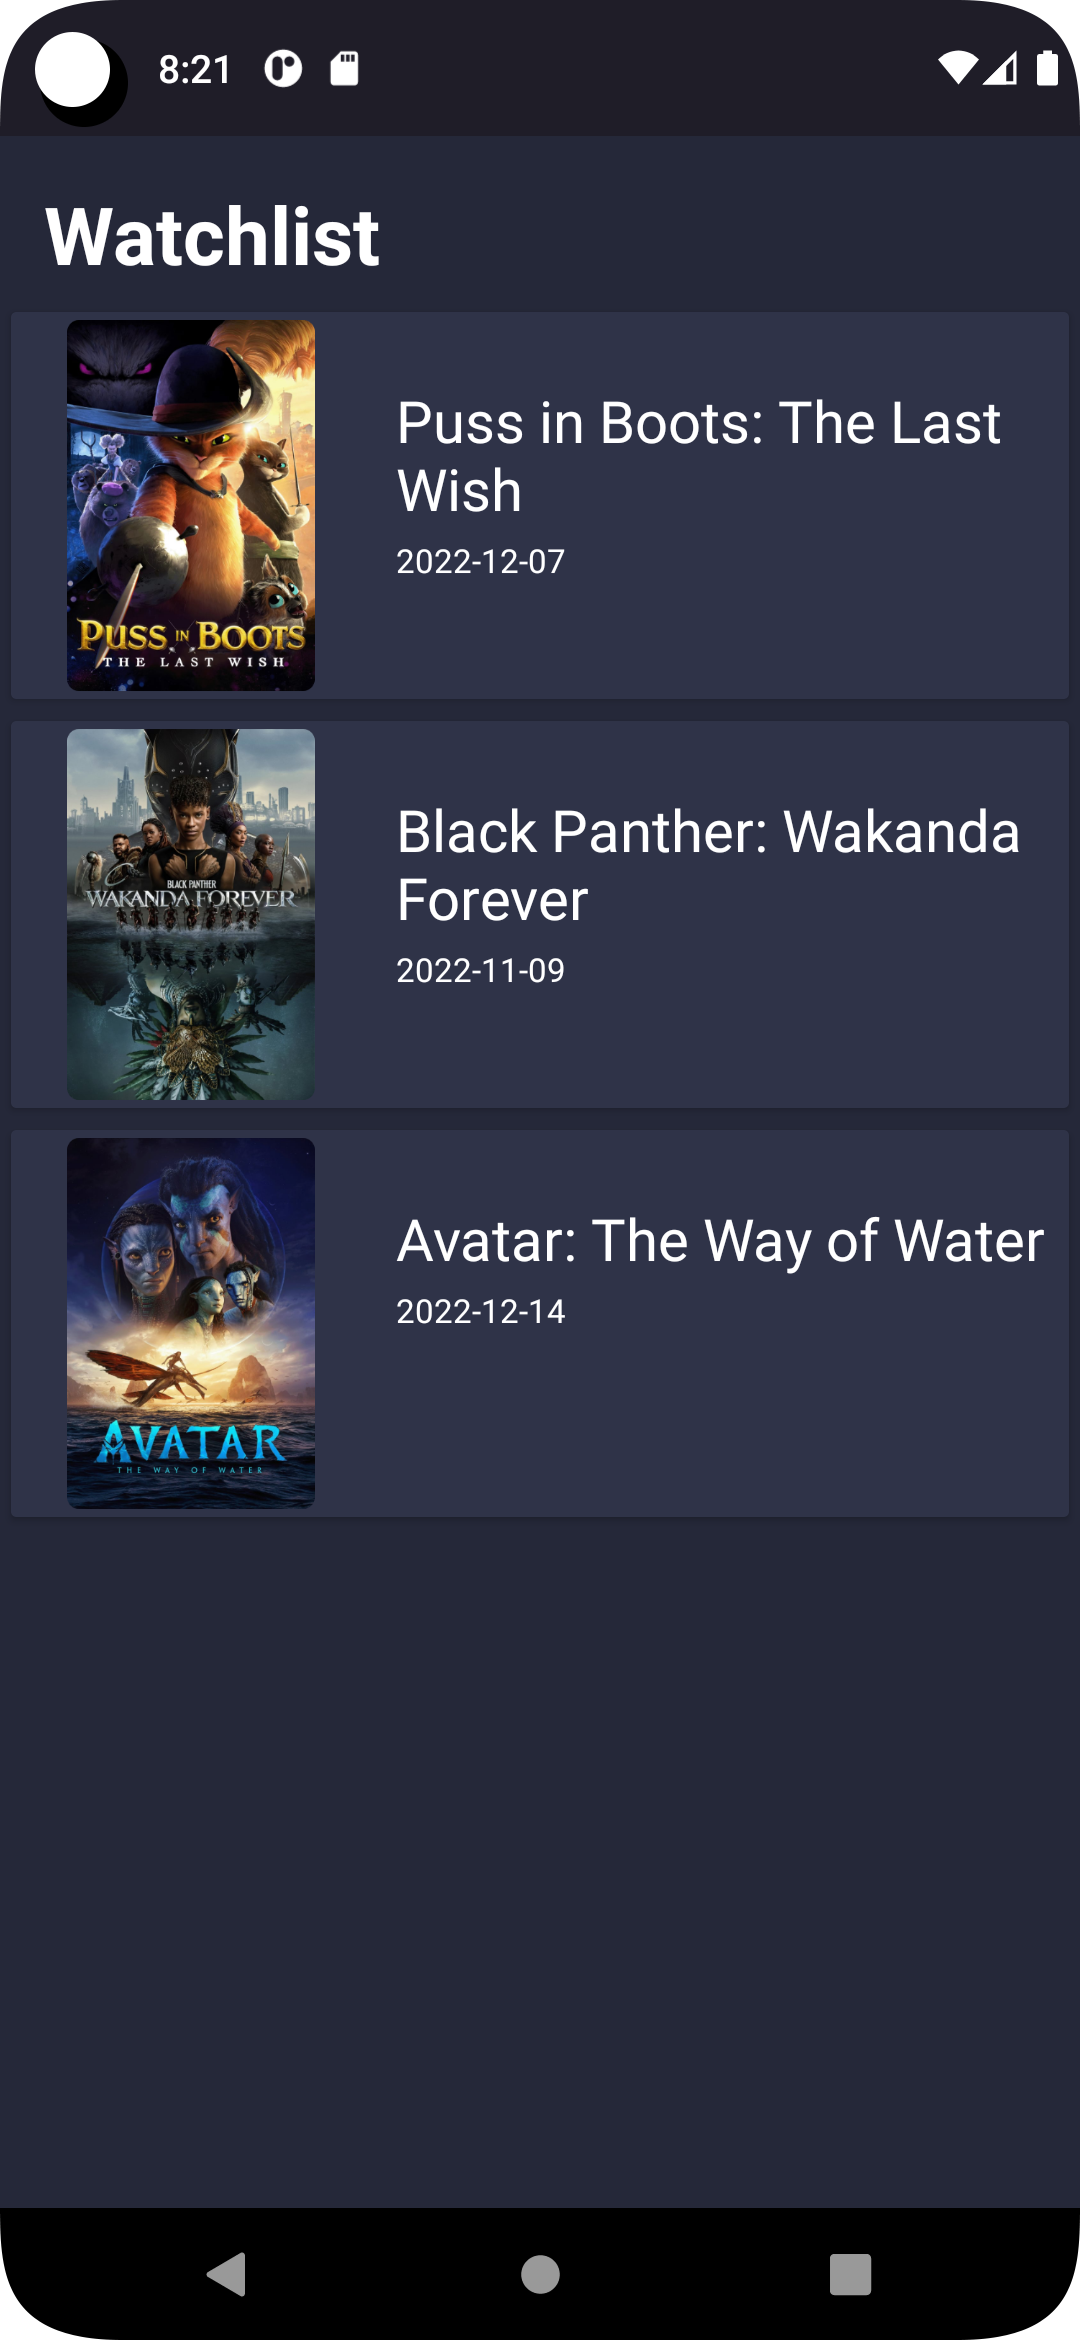 8:21
Watchlist
PUSS IN BOOTS
THE LAST WISH
Puss in Boots: The Last
Wish
2022-12-07
BLACK PANTHER
WAKANDA FOREVER
Black Panther: Wakanda
Forever
2022-11-09
AVATAR
THE WAY OF WATER
Avatar: The Way of Water
2022-12-14